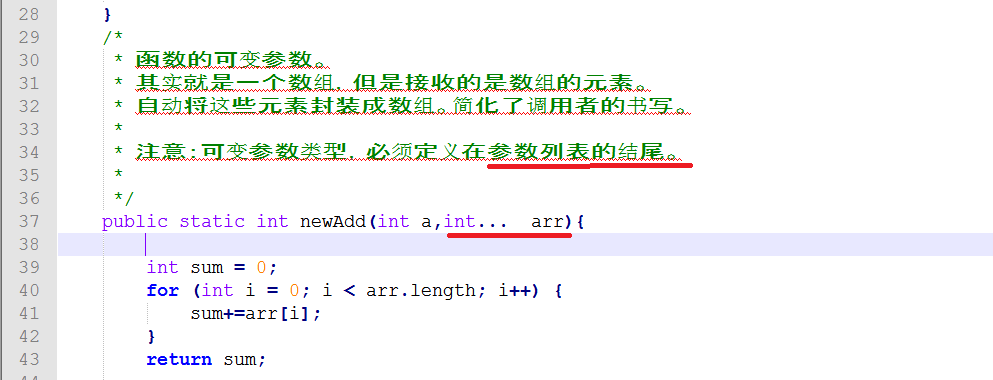 28 }
29 /*
30 * 函数的可变参数。
31 * 其实就是一个数组，但是接收的是数组的元素。
32 * 自动将这些元素封装成数组。简化了调用者的书写。
33 *
34 * 注意：可变参数类型，必须定义在参数列表的结尾。
35 *
36 */
37 public static int newAdd(int a,int... arr){
38
39 int sum = 0;
40 for (int i = 0; i < arr.length; i++) {
41 sum+=arr[i];
42 }
43 return sum;